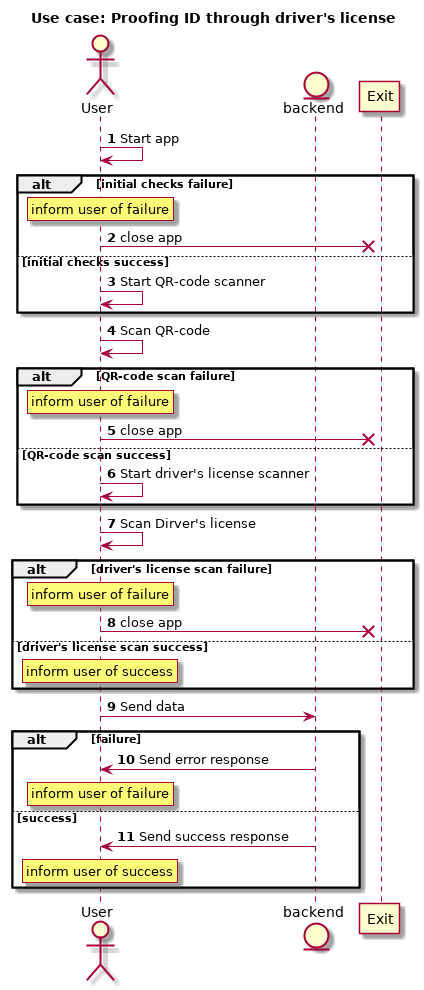 Use case: Proofing ID through driver's license
User
backend
Exit
1 Start app
alt [initial checks failure]
inform user of failure
2 close app
[initial checks success]
3 Start QR-code scanner
4 Scan QR-code
alt [QR-code scan failure]
inform user of failure
5 close app
[QR-code scan success]
6 Start driver's license scanner
7 Scan Dirver's license
alt [driver's license scan failure]
inform user of failure
8 close app
[driver's license scan success]
inform user of success
9 Send data
alt [failure]
10 Send error response
inform user of failure
[success]
11 Send success response
inform user of success
User
backend
Exit